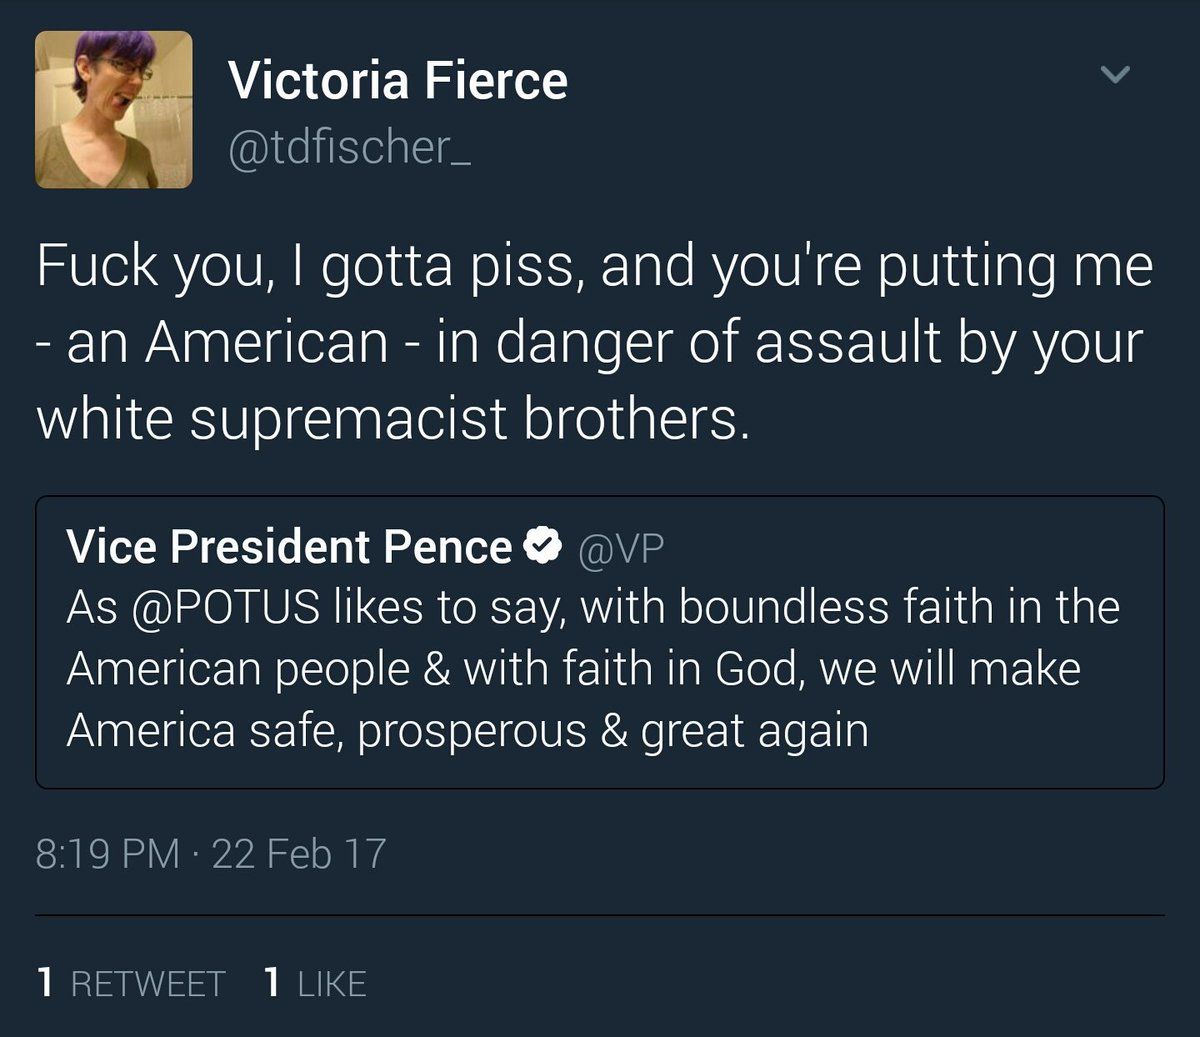 Victoria Fierce
@tdfischer_
Fuck you, I gotta piss, and you're putting me
- an American - in danger of assault by your
white supremacist brothers.
Vice President Pence @VP
As @POTUS likes to say, with boundless faith in the
American people & with faith in God, we will make
America safe, prosperous & great again
8:19 PM · 22 Feb 17
1 RETWEET 1 LIKE